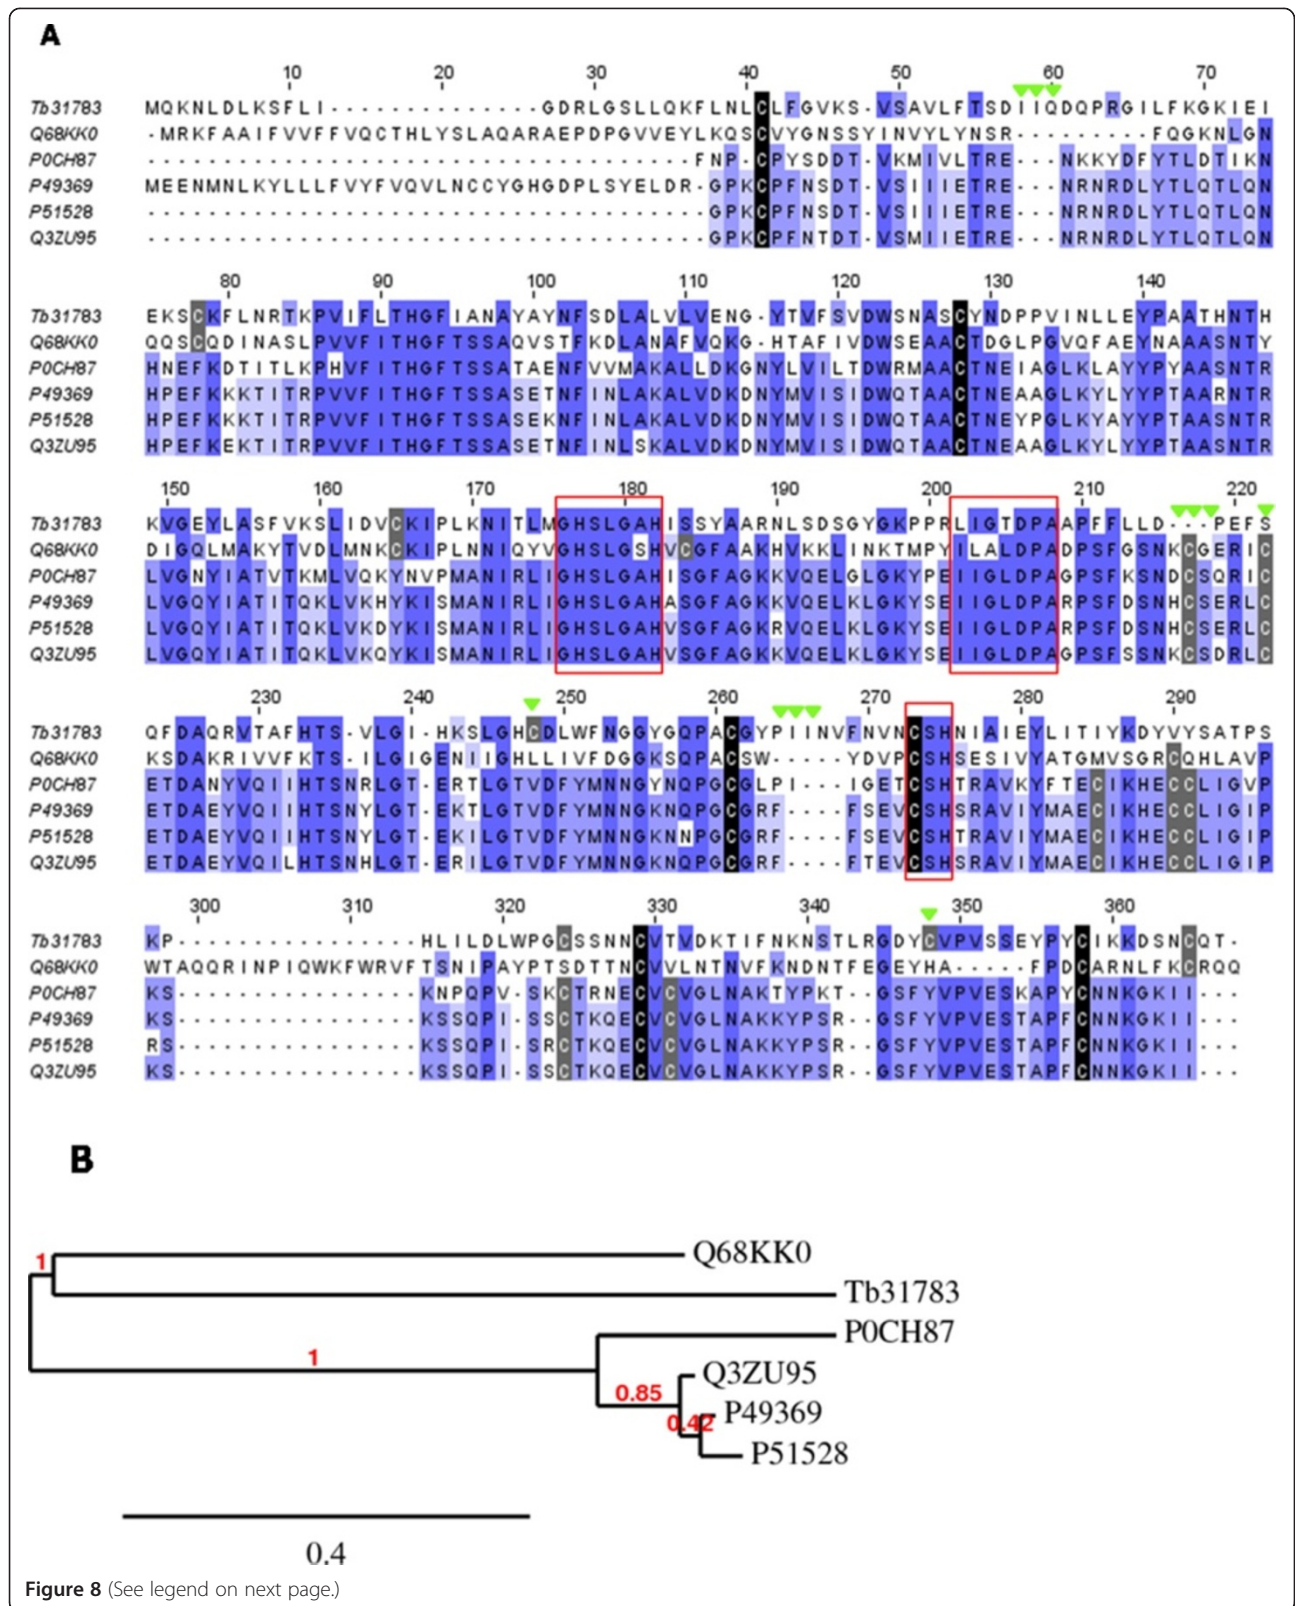 A
10 20 30 40 50 60 70
Tb31783 MQKNLDLKSFLI--------------GDRLGSLLQKFLNLCLFGVKS-VSAVLFTSDIIQDQPRGILFKGKIEI
Q68KK0 -MRKFAAIFVVFFVQCTHLYSLAQARAEPDPGVVEYLKQSCVYGNSSYINVYLYNSR---------FQGKNLGN
P0CH87 ------------------------------------FNP-CPYSDDT-VKMIVLTRE---NKKYDFYTLDTIKN
P49369 MEENMNLKYLLLFVYFVQVLNCCYGHGDPLSYELDR-GPKCPFNSDT-VSIIIETRE---NRNRDLYTLQTLQN
P51528 -------------------------------------GPKCPFNSDT-VSIIIETRE---NRNRDLYTLQTLQN
Q3ZU95 -------------------------------------GPKCPFNTDT-VSMIIETRE---NRNRDLYTLQTLQN
80 90 100 110 120 130 140
Tb31783 EKSCKFLNRTKPVIFLTHGFIANAYAYNFSDLALVLVENG-YTVFSVDWSNASCYNDPPVINLLEYPAATHNTH
Q68KK0 QQSCQDINASLPVVFITHGFTSSAQVSTFKDLANAFVQKG-HTAFIVDWSEAACTDGLPGVQFAEYNAAASNTY
P0CH87 HNEFKDTITLKPHVFITHGFTSSATAENFVVMAKALLDKGNYLVILTDWRMAACTNEIAGLKLAYYPYAASNTR
P49369 HPEFKKKTITRPVVFITHGFTSSASETNFINLAKALVDKDNYMVISIDWQTAACTNEAAGLKYLYYPTAARNTR
P51528 HPEFKKKTITRPVVFITHGFTSSASEKNFINLAKALVDKDNYMVISIDWQTAACTNEYPGLKYAYYPTAASNTR
Q3ZU95 HPEFKEKTITRPVVFITHGFTSSASETNFINLSKALVDKDNYMVISIDWQTAACTNEAAGLKYLYYPTAASNTR
150 160 170 180 190 200 210 220
Tb31783 KVGEYLASFVKSLIDVCKIPLKNITLMGHSLGAHISSYAARNLSDSGYGKPPRLIGTDPAAPFFLLD---PEFS
Q68KK0 DIGQLMAKYTVDLMNKCKIPLNNIQYVGHSLGSHVCGFAAKHVKKLINKTMPYILALDPADPSFGSNKCGERIC
P0CH87 LVGNYIATVTKMLVQKYNVPMANIRLIGHSLGAHISGFAGKKVQELGLGKYPEIIGLDPAGPSFKSNDCSQRIC
P49369 LVGQYIATITQKLVKHYKISMANIRLIGHSLGAHASGFAGKKVQELKLGKYSEIIGLDPARPSFDSNHCSERLC
P51528 LVGQYIATITQKLVKDYKISMANIRLIGHSLGAHVSGFAGKRVQELKLGKYSEIIGLDPARPSFDSNHCSERLC
Q3ZU95 LVGQYIATITQKLVKQYKISMANIRLIGHSLGAHVSGFAGKKVQELKLGKYSEIIGLDPAGPSFSSNKCSDRLC
230 240 250 260 270 280 290
Tb31783 QFDAQRVTAFHTS-VLGI-HKSLGHCDLWFNGGYGQPACGYPIINVFNVNCSHNIAIEYLITIYKDYVYSATPS
Q68KK0 KSDAKRIVVFKTS-ILGIGENIIGHLLIVFDGGKSQPACSW-----YDVPCSHSESIVYATGMVSGRCQHLAVP
P0CH87 ETDANYVQIIHTSNRLGT-ERTLGTVDFYMNNGYNQPGCGLPI---IGETCSHTRAVKYFTECIKHECCLIGVP
P49369 ETDAEYVQIIHTSNYLGT-EKTLGTVDFYMNNGKNQPGCGRF----FSEVCSHSRAVIYMAECIKHECCLIGIP
P51528 ETDAEYVQIIHTSNYLGT-EKILGTVDFYMNNGKNNPGCGRF----FSEVCSHTRAVIYMAECIKHECCLIGIP
Q3ZU95 ETDAEYVQILHTSNHLGT-ERILGTVDFYMNNGKNQPGCGRF----FTEVCSHSRAVIYMAECIKHECCLIGIP
300 310 320 330 340 350 360
Tb31783 KP----------------HLILDLWPGCSSNNCVTVDKTIFNKNSTLRGDYCVPVSSEYPYCIKKDSNCQT-
Q68KK0 WTAQQRINPIQWKFWRVFTSNIPAYPTSDTTNCVVLNTNVFKNDNTFEGEYHA-----FPDCARNLFKCRQQ
P0CH87 KS----------------KNPQPV-SKCTRNECVCVGLNAKTYPKT--GSFYVPVESKAPYCNNKGKII---
P49369 KS----------------KSSQPI-SSCTKQECVCVGLNAKKYPSR--GSFYVPVESTAPFCNNKGKII---
P51528 RS----------------KSSQPI-SRCTKQECVCVGLNAKKYPSR--GSFYVPVESTAPFCNNKGKII---
Q3ZU95 KS----------------KSSQPI-SSCTKQECVCVGLNAKKYPSR--GSFYVPVESTAPFCNNKGKII---
B
1 Q68KK0
Tb31783
1 P0CH87
Q3ZU95
0.85
P49369
0.42
P51528
0.4
Figure 8 (See legend on next page.)